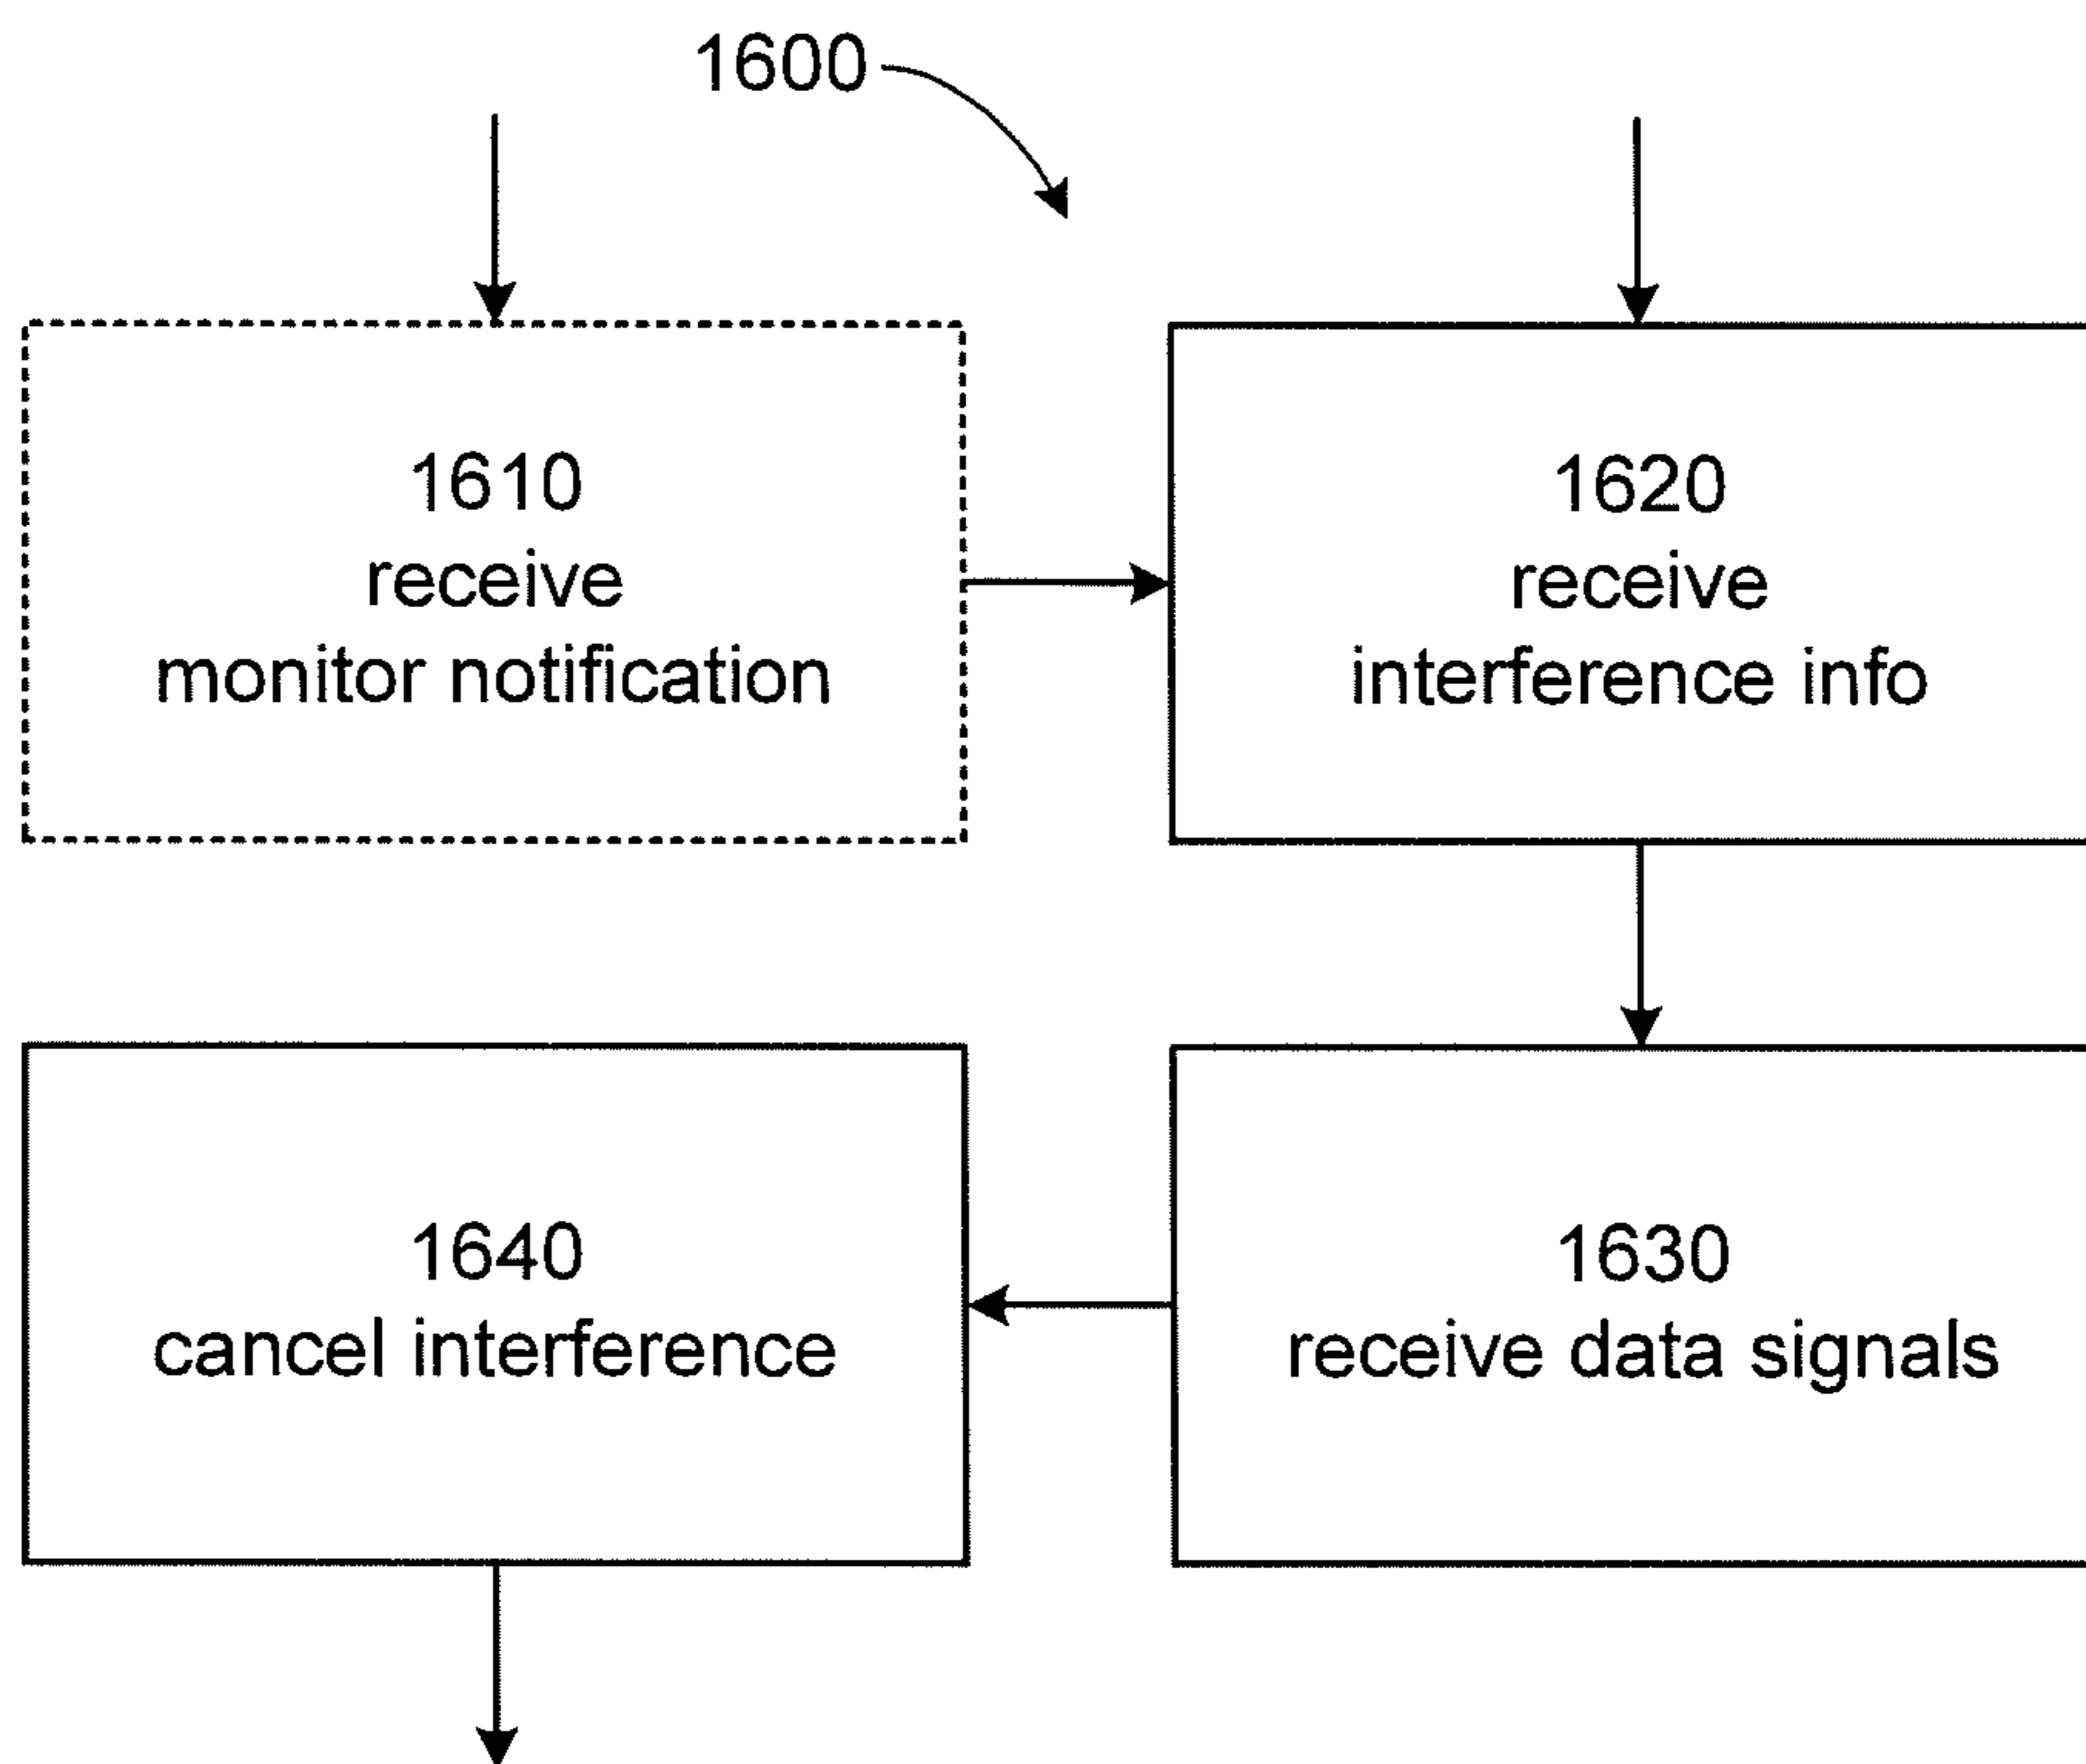 1600
1610
receive
monitor notification
1620
receive
interference info
1640
cancel interference
1630
receive data signals